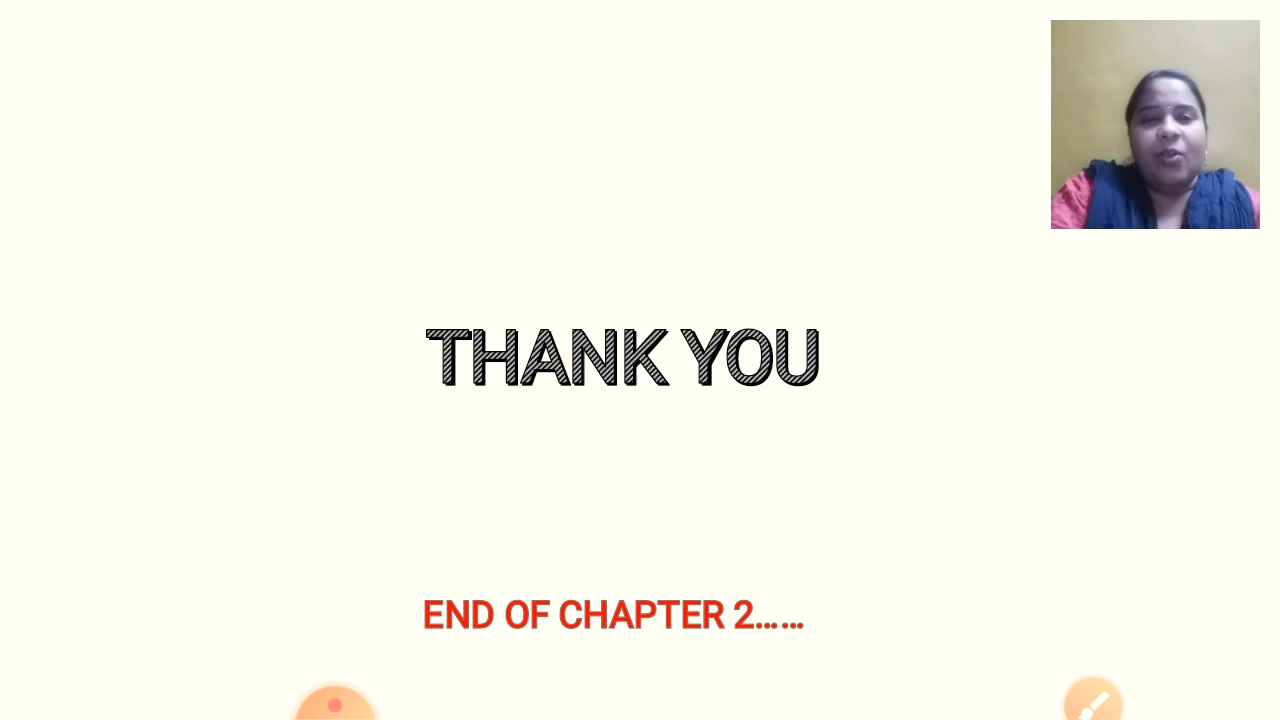 THANK YOU
END OF CHAPTER 2......